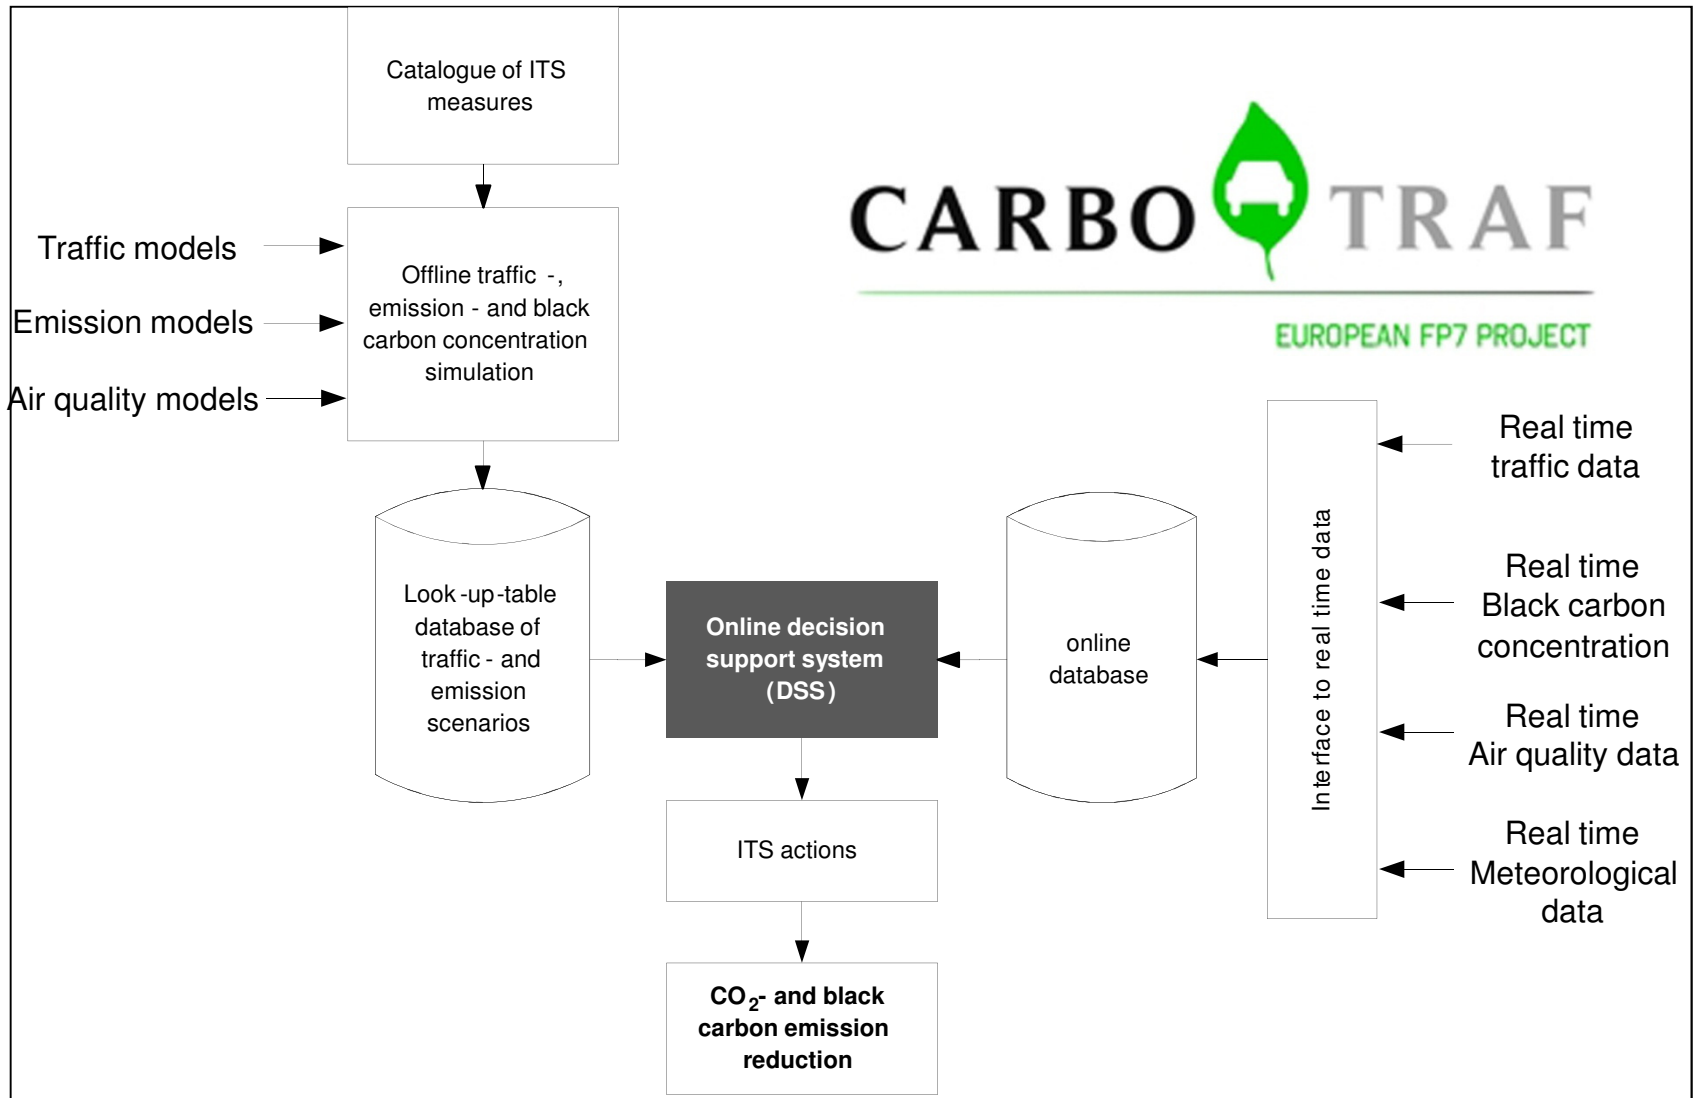 Catalogue of ITS
measures
Traffic models
Emission models
Air quality models
Offline traffic -,
emission - and black
carbon concentration
simulation
CARBO TRAF
EUROPEAN FP7 PROJECT
Look -up-table
database of
traffic - and
emission
scenarios
Online decision
support system
(DSS)
online
database
Interface to real time data
Real time
traffic data
Real time
Black carbon
concentration
Real time
Air quality data
Real time
Meteorological
data
ITS actions
CO2- and black
carbon emission
reduction